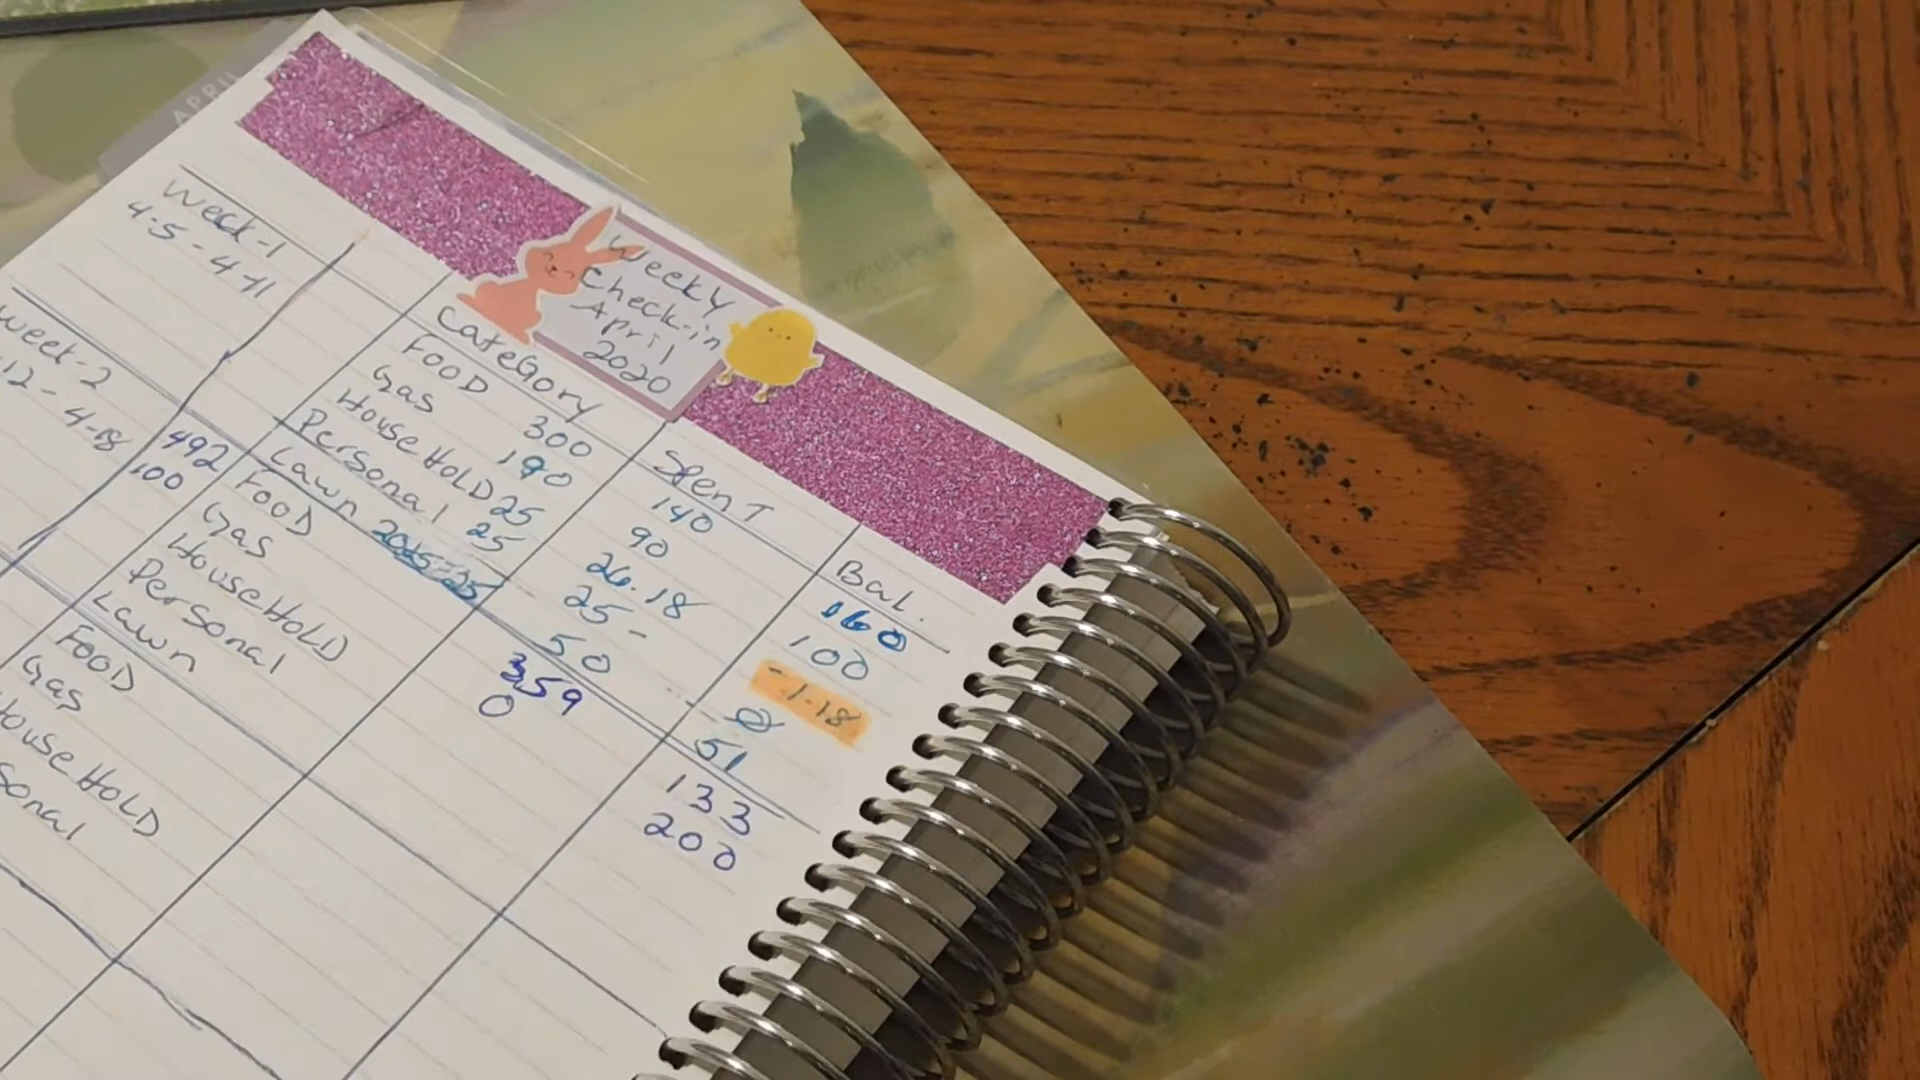 APRIL
Weekly
Check-in
April
2020
Week-1
4-5 - 4-11
Category
Spent
Bal.
Food 300 140 160
Gas 190 90 100
HouseHold 25 26.18 -1.18
Personal 25 25- 0
Lawn 50 51
Week-2
12 - 4-18
492 Food 359 133
100 Gas 0 200
HouseHold
Personal
Lawn
Food
Gas
HouseHold
sonal